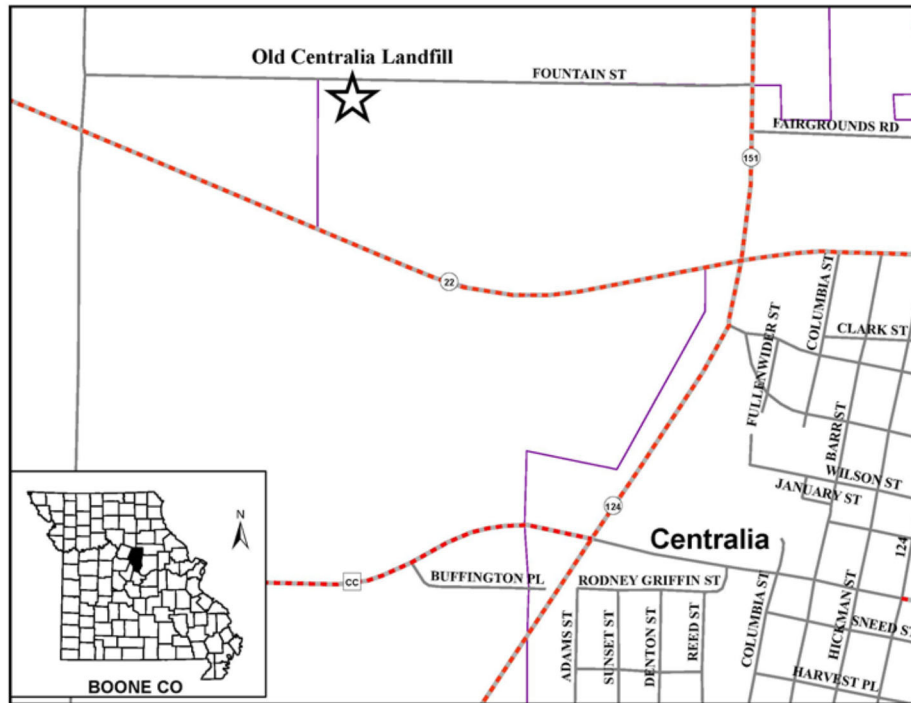 Old Centralia Landfill
FOUNTAIN ST
FAIRGROUNDS RD
151
22
COLUMBIA ST
FULLENWIDER ST
CLARK ST
BARR ST
WILSON ST
JANUARY ST
124
124
Centralia
CC
BUFFINGTON PL
RODNEY GRIFFIN ST
ADAMS ST
SUNSET ST
DENTON ST
REED ST
COLUMBIA ST
HICKMAN ST
SNEED ST
HARVEST PL
N
BOONE CO